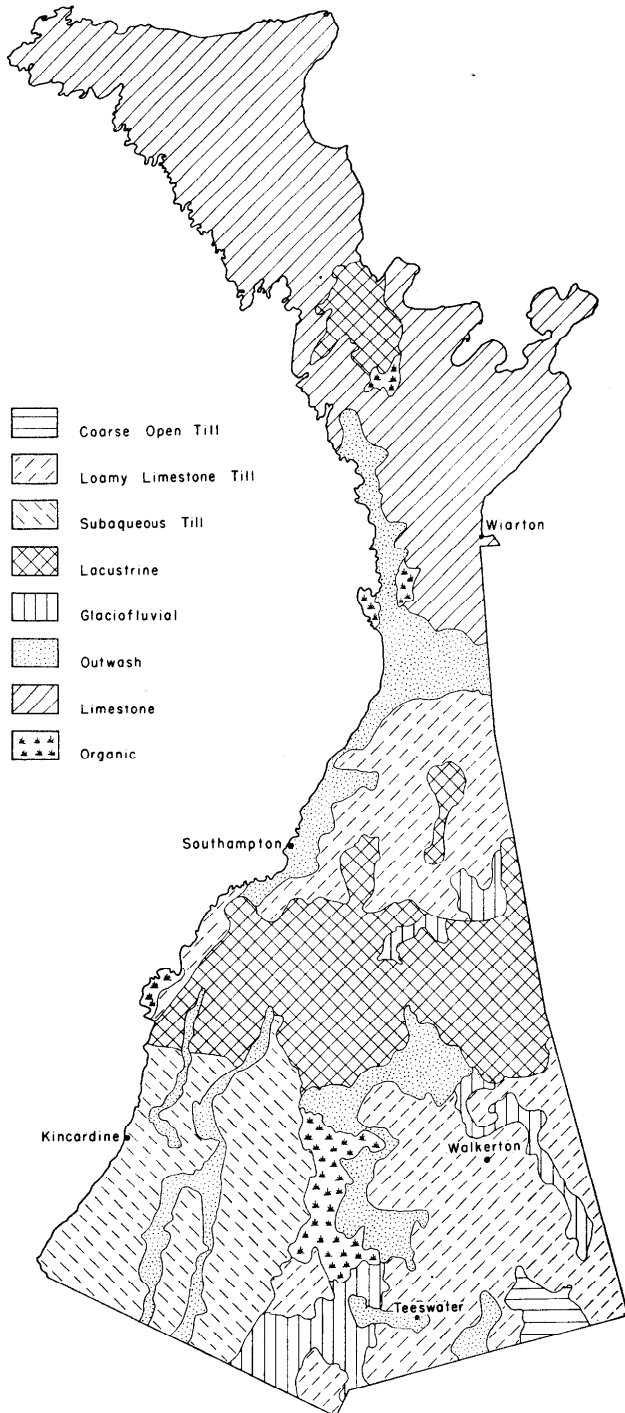 Coarse Open Till
Loamy Limestone Till
Subaqueous Till
Lacustrine
Glaciofluvial
Outwash
Limestone
Organic
Wiarton
Southampton
Kincardine
Walkerton
Teeswater